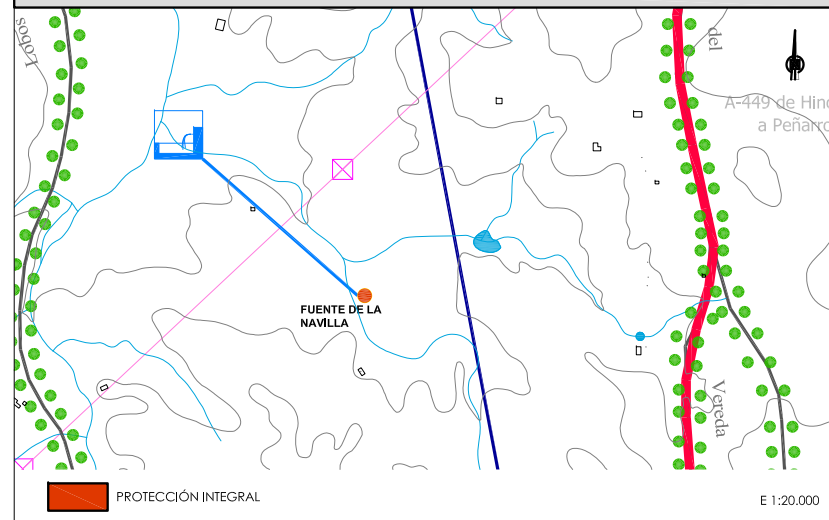 Lobos
del
A-449 de Hino
a Peñarro
FUENTE DE LA
NAVILLA
Vereda
PROTECCIÓN INTEGRAL
E 1:20.000